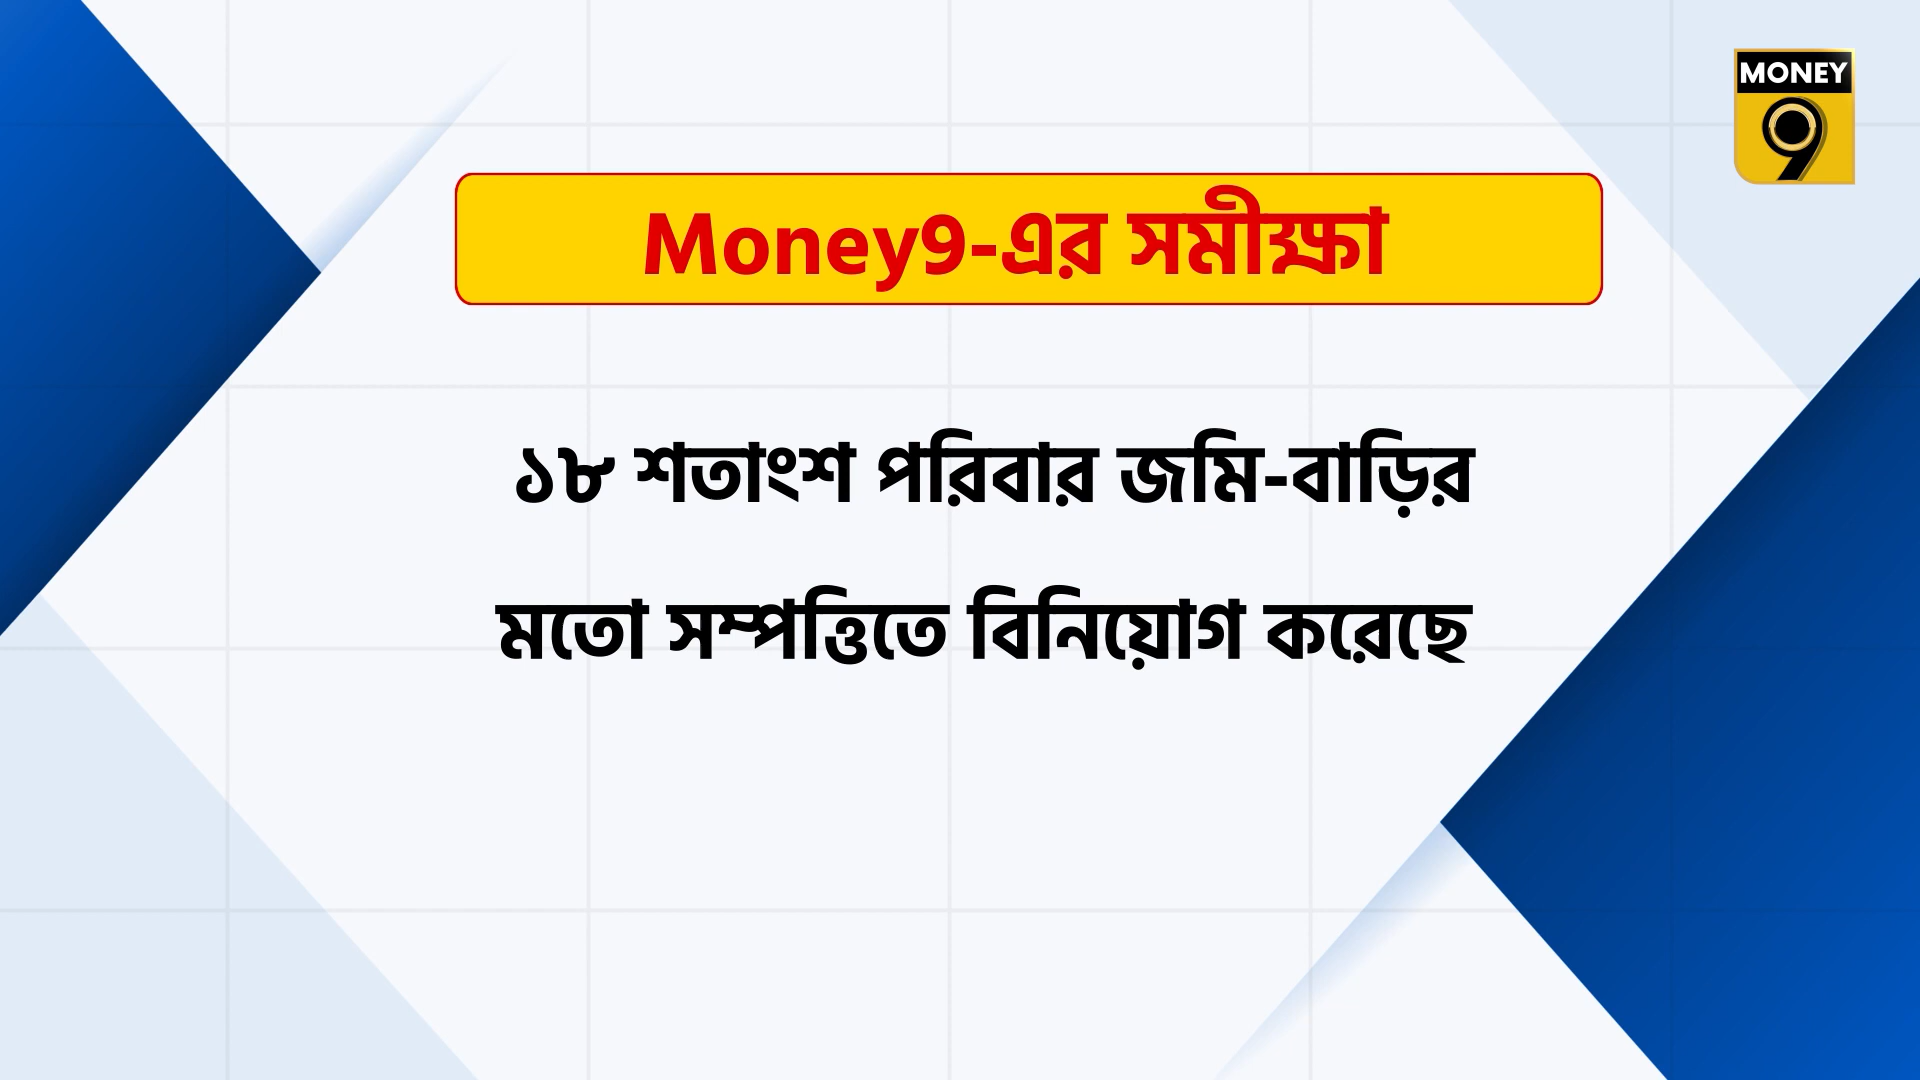 MONEY
9
Money9-এর সমীক্ষা
১৮ শতাংশ পরিবার জমি-বাড়ির
মতো সম্পত্তিতে বিনিয়োগ করেছে